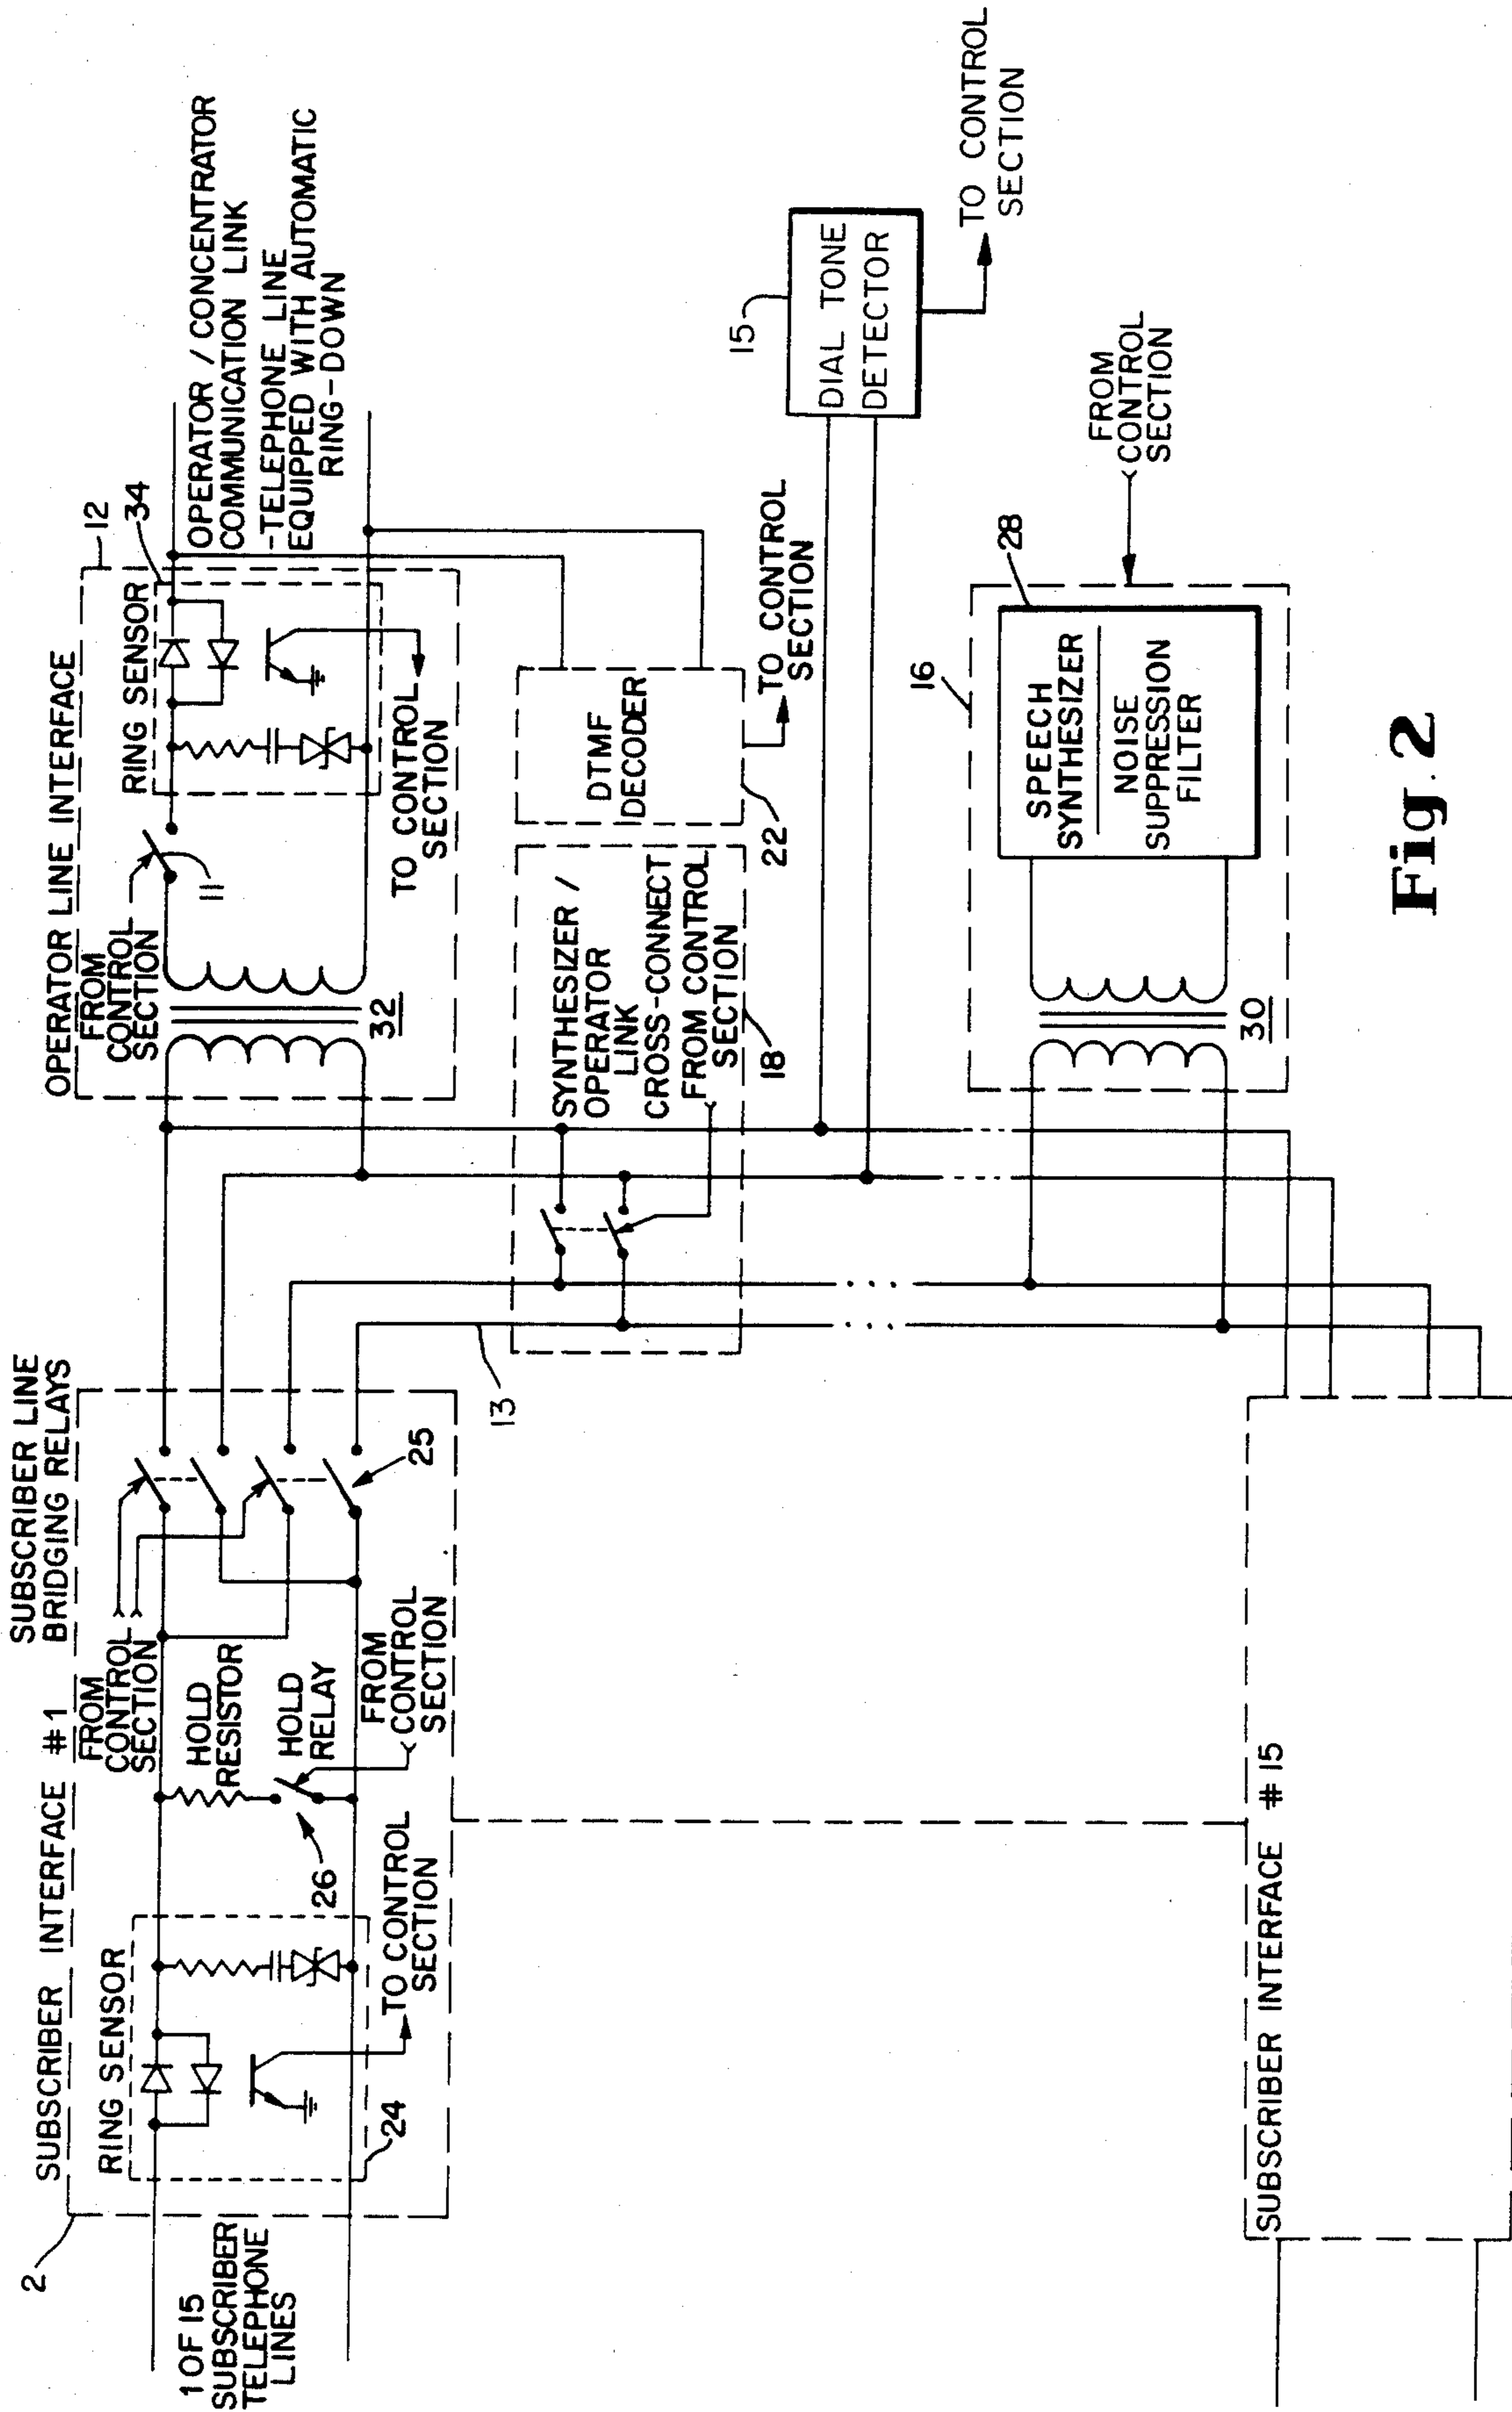 SUBSCRIBER INTERFACE #1
SUBSCRIBER LINE
BRIDGING RELAYS
2
RING SENSOR
24
TO CONTROL
SECTION
26
HOLD
RESISTOR
HOLD
RELAY
FROM
CONTROL
SECTION
FROM
CONTROL
SECTION
25
1 OF 15
SUBSCRIBER
TELEPHONE
LINES
13
OPERATOR LINE INTERFACE
FROM
CONTROL
SECTION
11
32
RING SENSOR
34
12
TO CONTROL
SECTION
OPERATOR / CONCENTRATOR
COMMUNICATION LINK
-TELEPHONE LINE
EQUIPPED WITH AUTOMATIC
RING-DOWN
SYNTHESIZER /
OPERATOR
LINK
CROSS-CONNECT
FROM CONTROL
SECTION
18
DTMF
DECODER
22
TO CONTROL
SECTION
15
DIAL TONE
DETECTOR
TO CONTROL
SECTION
16
28
SPEECH
SYNTHESIZER
NOISE
SUPPRESSION
FILTER
30
FROM
CONTROL
SECTION
SUBSCRIBER INTERFACE #15
Fig. 2